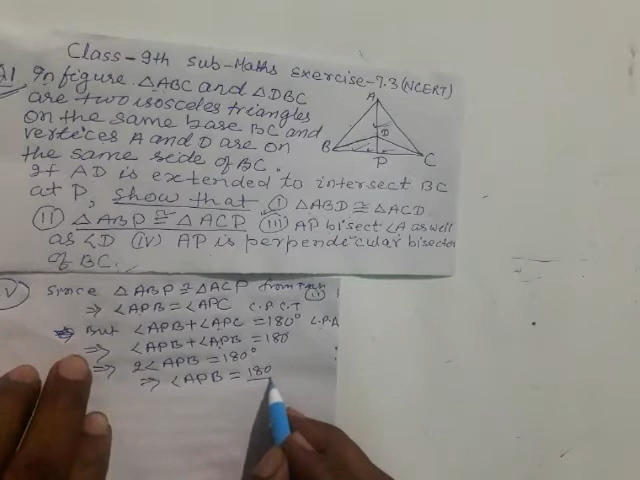 Class-9th Sub-Maths exercise-7.3 (NCERT)
Q1 In figure △ABC and △DBC
are two isosceles triangles
on the same base BC and
vertices A and D are on
the same side of BC.
If AD is extended to intersect BC
at P, show that (i) △ABD ≅ △ACD
(ii) △ABP ≅ △ACP (iii) AP bisect ∠A as well
as ∠D (iv) AP is perpendicular bisector
of BC.
A
D
B
P
C
Since △ABP ≅ △ACP from (ii)
⇒ ∠APB = ∠APC C.P.C.T
But ∠APB + ∠APC = 180° L.P.A
⇒ ∠APB + ∠APB = 180
⇒ 2∠APB = 180°
⇒ ∠APB = 180